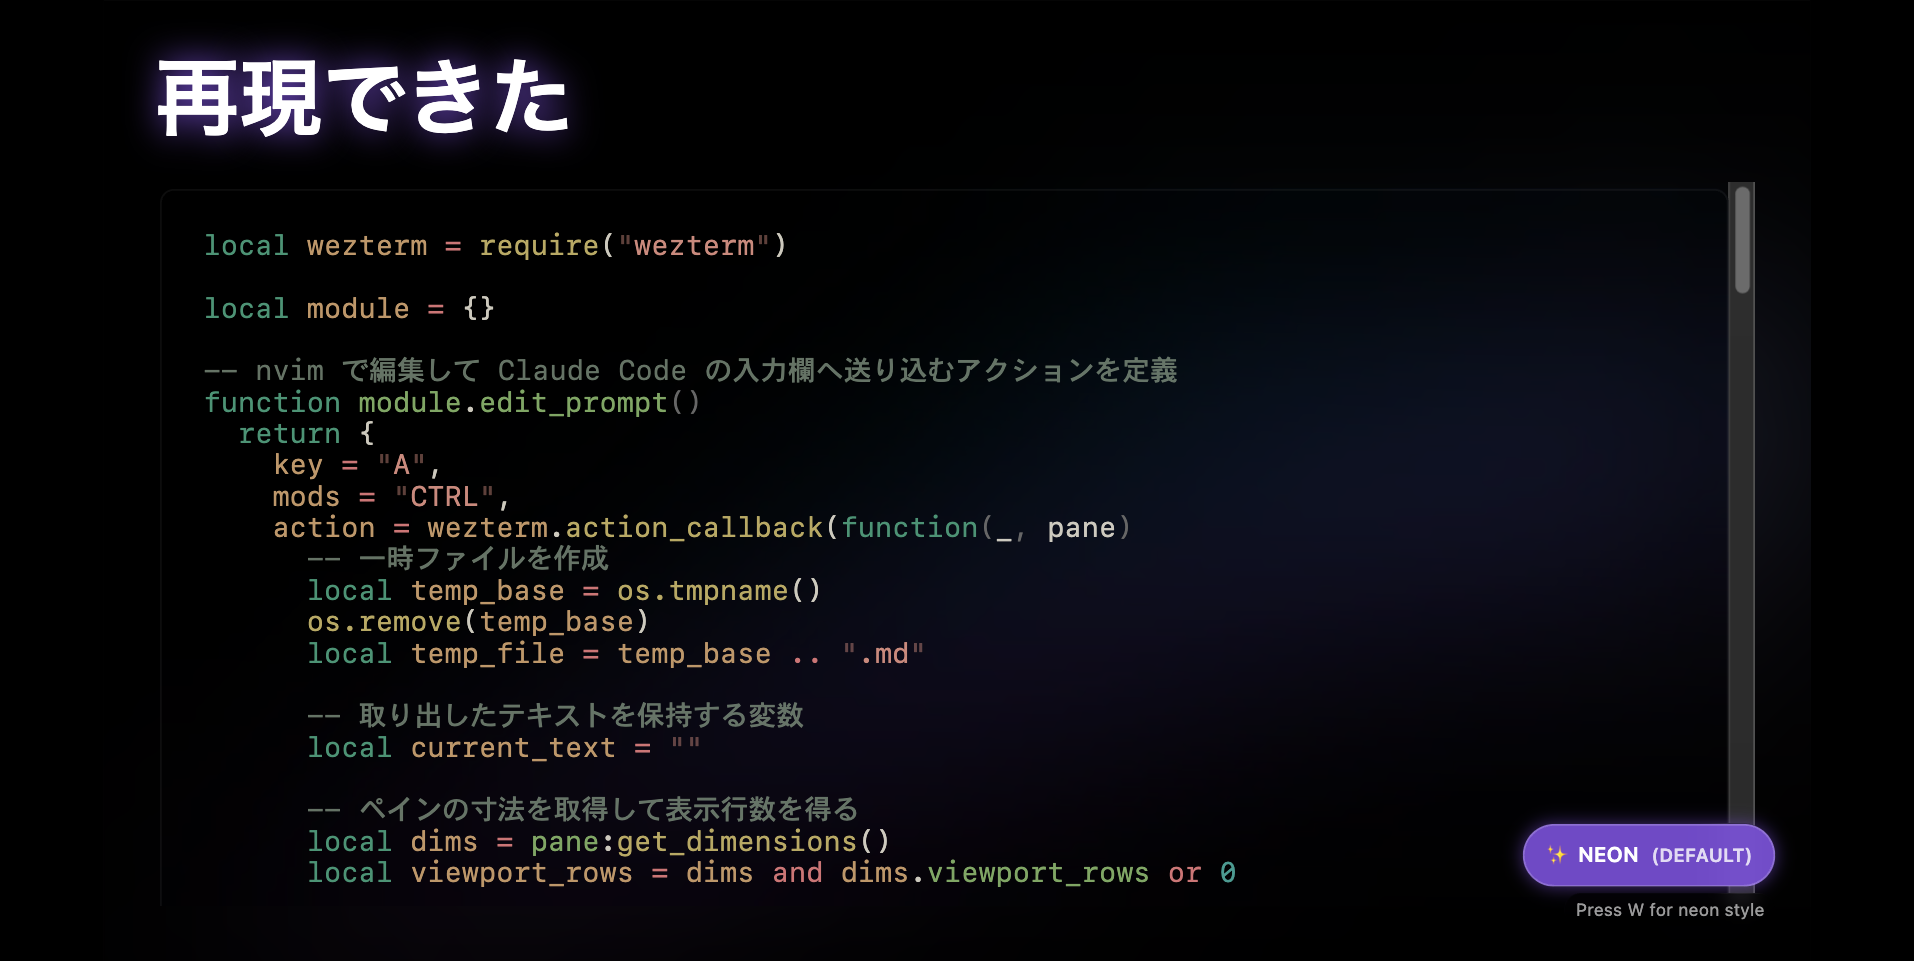 再現できた
local wezterm = require("wezterm")
local module = {}
-- nvim で編集して Claude Code の入力欄へ送り込むアクションを定義
function module.edit_prompt()
  return {
    key = "A",
    mods = "CTRL",
    action = wezterm.action_callback(function(_, pane)
      -- 一時ファイルを作成
      local temp_base = os.tmpname()
      os.remove(temp_base)
      local temp_file = temp_base .. ".md"
      -- 取り出したテキストを保持する変数
      local current_text = ""
      -- ペインの寸法を取得して表示行数を得る
      local dims = pane:get_dimensions()
      local viewport_rows = dims and dims.viewport_rows or 0
✨ NEON (DEFAULT)
Press W for neon style